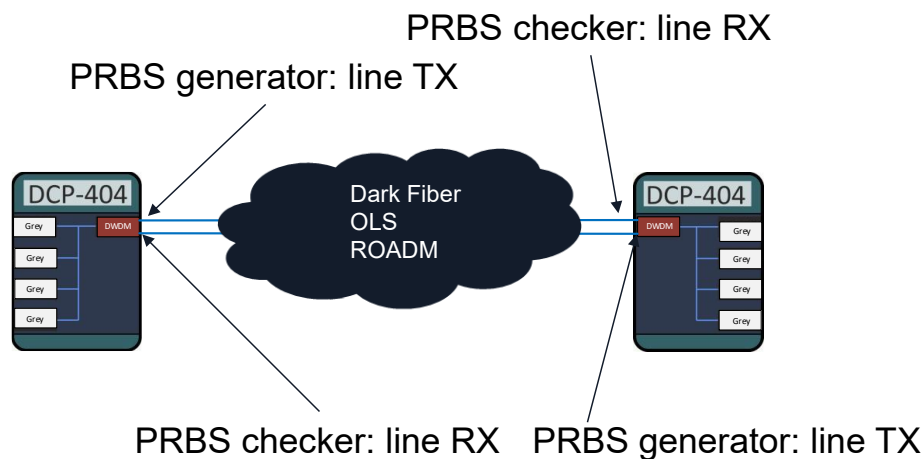 PRBS checker: line RX
PRBS generator: line TX
DCP-404
Grey
DWDM
Grey
Grey
Grey
Dark Fiber
OLS
ROADM
DCP-404
DWDM
Grey
Grey
Grey
Grey
PRBS checker: line RX
PRBS generator: line TX